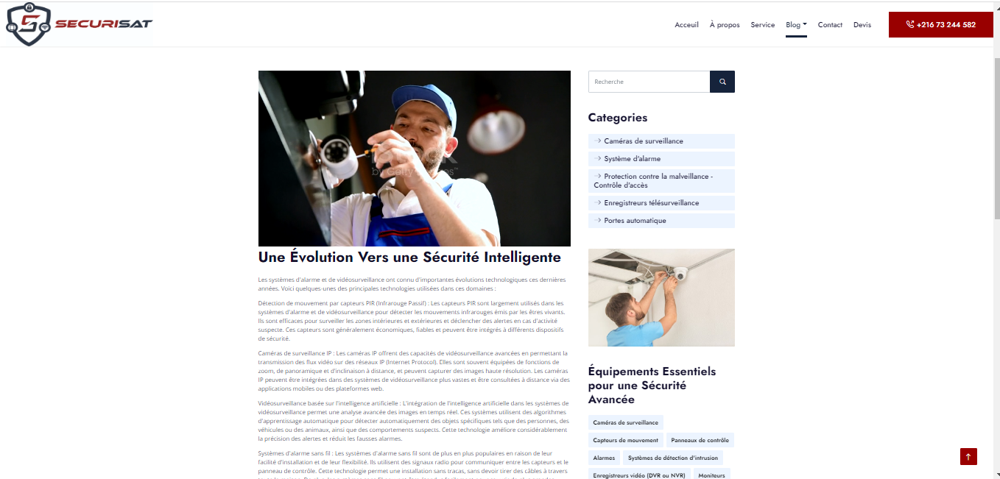 SECURISAT
Acceuil À propos Service Blog Contact Devis +216 73 244 582
by Getty Images™
Une Évolution Vers une Sécurité Intelligente
Les systèmes d'alarme et de vidéosurveillance ont connu d'importantes évolutions technologiques ces dernières
années. Voici quelques-unes des principales technologies utilisées dans ces domaines :
Détection de mouvement par capteurs PIR (Infrarouge Passif) : Les capteurs PIR sont largement utilisés dans les
systèmes d'alarme et de vidéosurveillance pour détecter les mouvements infrarouges émis par les êtres vivants.
Ils sont efficaces pour surveiller les zones intérieures et extérieures et déclencher des alertes en cas d'activité
suspecte. Ces capteurs sont généralement économiques, fiables et peuvent être intégrés à différents dispositifs
de sécurité.
Caméras de surveillance IP : Les caméras IP offrent des capacités de vidéosurveillance avancées en permettant la
transmission des flux vidéo sur des réseaux IP (Internet Protocol). Elles sont souvent équipées de fonctions de
zoom, de panoramique et d'inclinaison à distance, et peuvent capturer des images haute résolution. Les caméras
IP peuvent être intégrées dans des systèmes de vidéosurveillance plus vastes et être consultées à distance via des
applications mobiles ou des plateformes web.
Vidéosurveillance basée sur l'intelligence artificielle : L'intégration de l'intelligence artificielle dans les systèmes de
vidéosurveillance permet une analyse avancée des images en temps réel. Ces systèmes utilisent des algorithmes
d'apprentissage automatique pour détecter automatiquement des objets spécifiques tels que des personnes, des
véhicules ou des animaux, ainsi que des comportements suspects. Cette technologie améliore considérablement
la précision des alertes et réduit les fausses alarmes.
Systèmes d'alarme sans fil : Les systèmes d'alarme sans fil sont de plus en plus populaires en raison de leur
facilité d'installation et de leur flexibilité. Ils utilisent des signaux radio pour communiquer entre les capteurs et le
panneau de contrôle. Cette technologie permet une installation sans tracas, sans devoir tirer des câbles à travers
Recherche
Categories
Caméras de surveillance
Système d'alarme
Protection contre la malveillance -
Contrôle d'accès
Enregistreurs télésurveillance
Portes automatique
Équipements Essentiels
pour une Sécurité
Avancée
Caméras de surveillance
Capteurs de mouvement Panneaux de contrôle
Alarmes Systèmes de détection d'intrusion
Enregistreurs vidéo (DVR ou NVR) Moniteurs